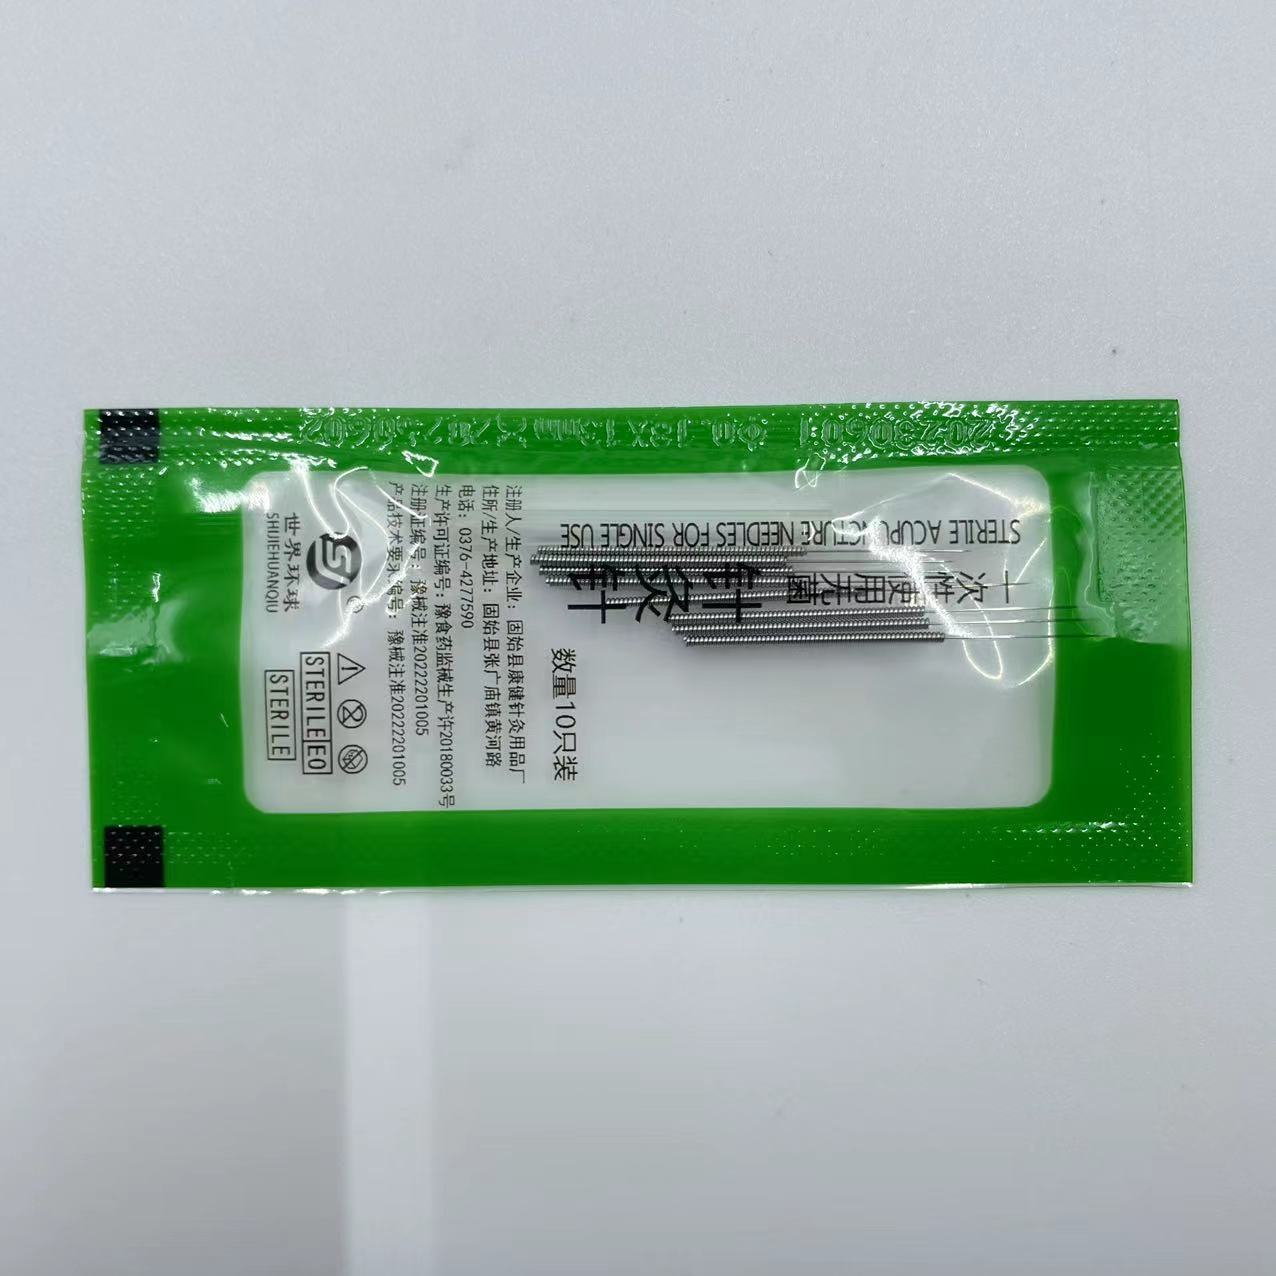 一次性使用无菌
针灸针
STERILE ACUPUNCTURE NEEDLES FOR SINGLE USE
数量10只装
注册人/生产企业：固始县康健针灸用品厂
住所/生产地址：固始县张广庙镇黄河路
电话：0376-4277590
生产许可证编号：豫食药监械生产许20180033号
注册证编号：豫械注准20222201005
产品技术要求编号：豫械注准20222201005
世界环球
SHIJIEHUANQIU
STERILE EO
STERILE
20230601
Φ0.18×13mm